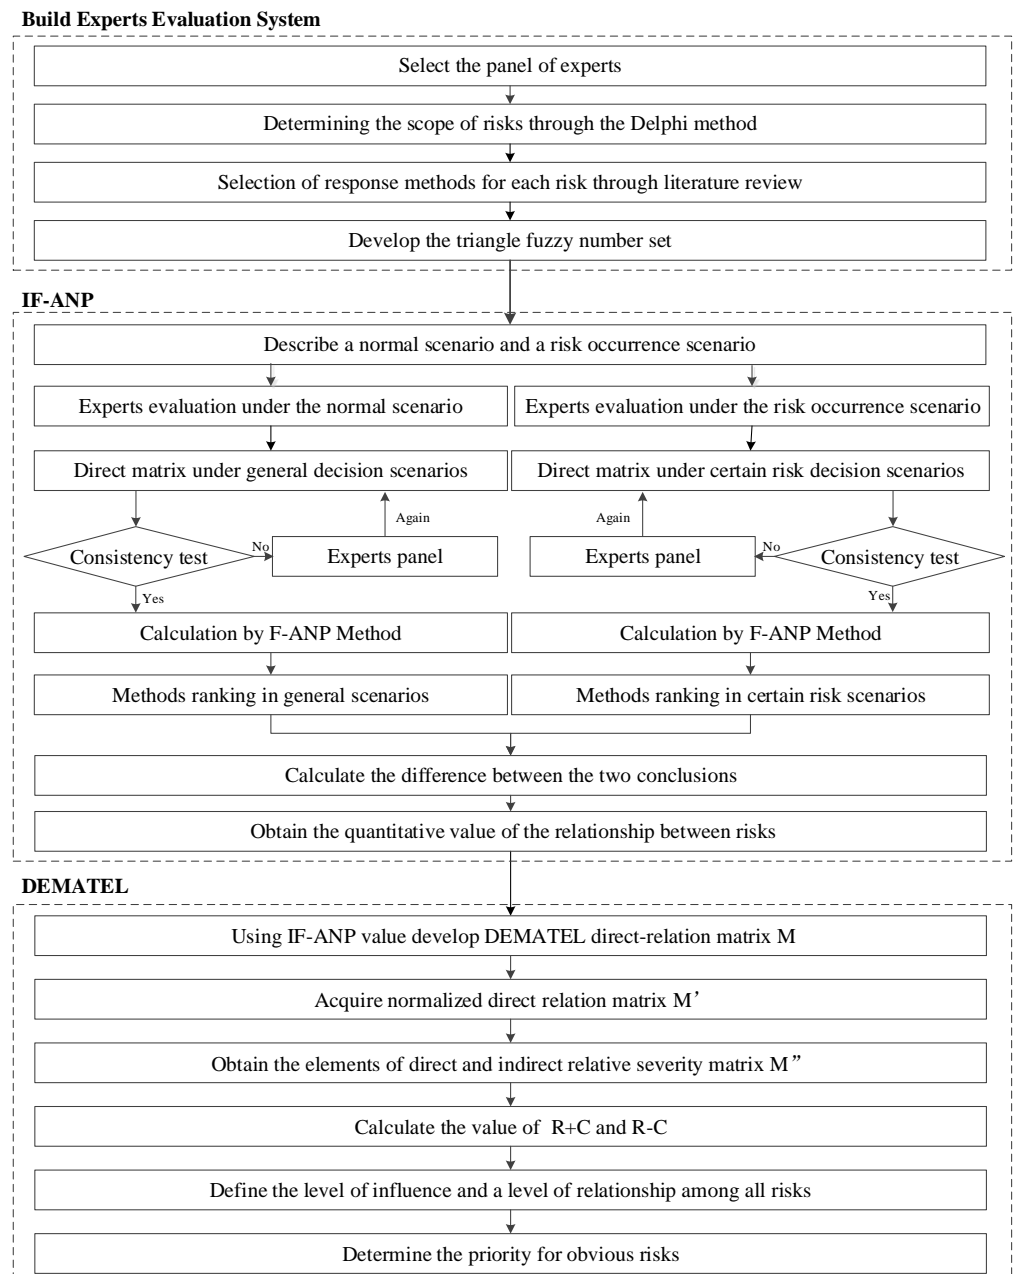 Build Experts Evaluation System
Select the panel of experts
Determining the scope of risks through the Delphi method
Selection of response methods for each risk through literature review
Develop the triangle fuzzy number set
IF-ANP
Describe a normal scenario and a risk occurrence scenario
Experts evaluation under the normal scenario
Experts evaluation under the risk occurrence scenario
Direct matrix under general decision scenarios
Direct matrix under certain risk decision scenarios
Again
Again
Consistency test
No
Experts panel
Experts panel
No
Consistency test
Yes
Yes
Calculation by F-ANP Method
Calculation by F-ANP Method
Methods ranking in general scenarios
Methods ranking in certain risk scenarios
Calculate the difference between the two conclusions
Obtain the quantitative value of the relationship between risks
DEMATEL
Using IF-ANP value develop DEMATEL direct-relation matrix M
Acquire normalized direct relation matrix M’
Obtain the elements of direct and indirect relative severity matrix M”
Calculate the value of R+C and R-C
Define the level of influence and a level of relationship among all risks
Determine the priority for obvious risks